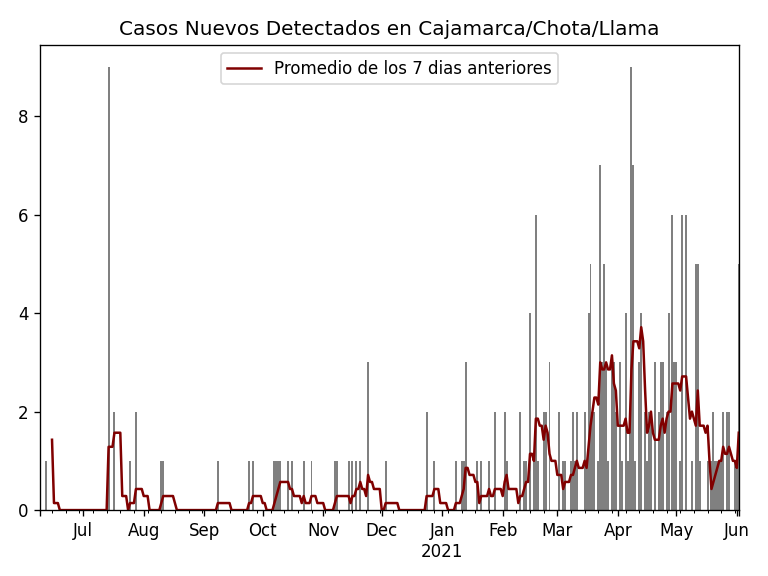 Casos Nuevos Detectados en Cajamarca/Chota/Llama
Promedio de los 7 dias anteriores
8
6
4
2
0
Jul Aug Sep Oct Nov Dec Jan Feb Mar Apr May Jun
2021